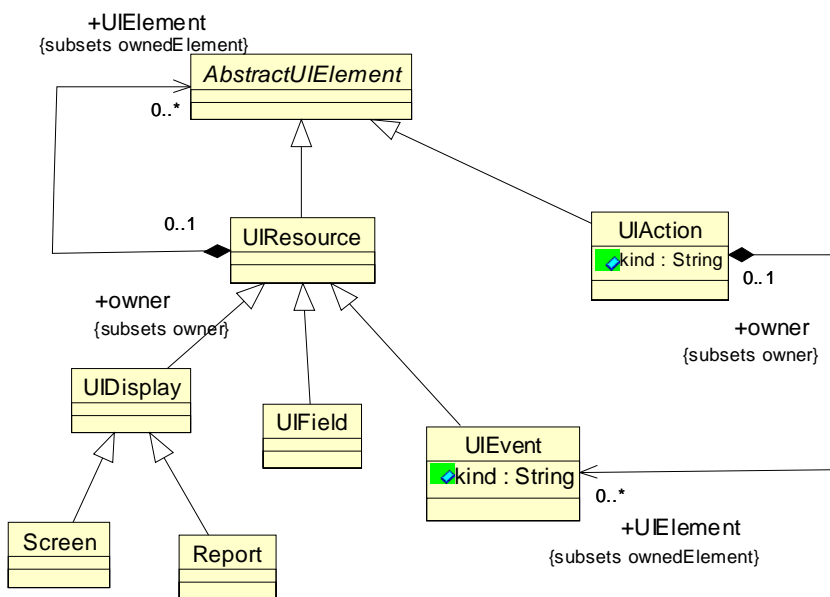 +UIElement
{subsets ownedElement}
AbstractUIElement
0..*
0..1
UIResource
UIAction
kind : String
0..1
+owner
{subsets owner}
+owner
{subsets owner}
UIDisplay
UIField
UIEvent
kind : String
0..*
+UIElement
{subsets ownedElement}
Screen
Report